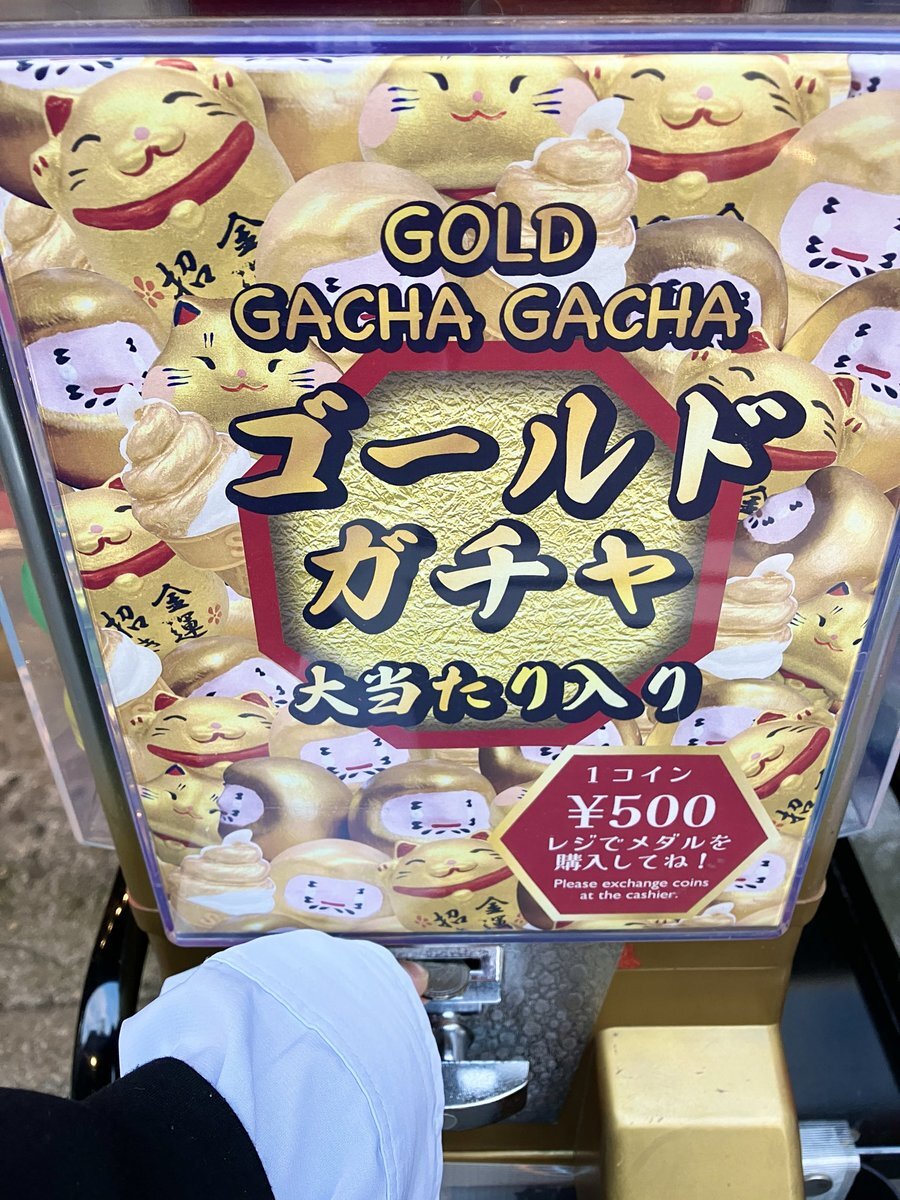 GOLD
GACHA GACHA
ゴールド
ガチャ
大当たり入り
1コイン
¥500
レジでメダルを
購入してね！
Please exchange coins
at the cashier.